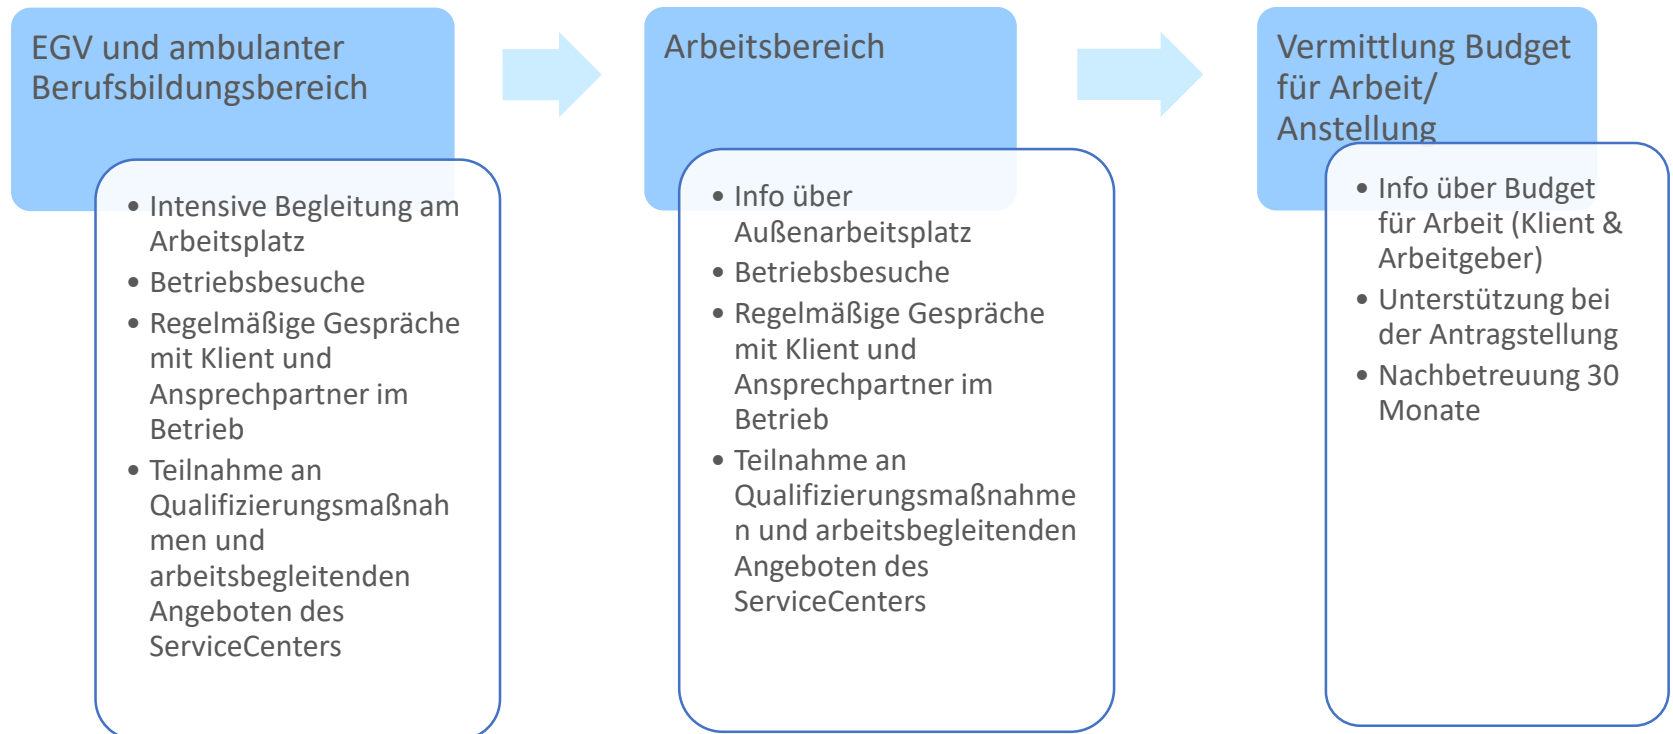 EGV und ambulanter
Berufsbildungsbereich
• Intensive Begleitung am
Arbeitsplatz
• Betriebsbesuche
• Regelmäßige Gespräche
mit Klient und
Ansprechpartner im
Betrieb
• Teilnahme an
Qualifizierungsmaßnah
men und
arbeitsbegleitenden
Angeboten des
ServiceCenters
Arbeitsbereich
• Info über
Außenarbeitsplatz
• Betriebsbesuche
• Regelmäßige Gespräche
mit Klient und
Ansprechpartner im
Betrieb
• Teilnahme an
Qualifizierungsmaßnahme
n und arbeitsbegleitenden
Angeboten des
ServiceCenters
Vermittlung Budget
für Arbeit/
Anstellung
• Info über Budget
für Arbeit (Klient &
Arbeitgeber)
• Unterstützung bei
der Antragstellung
• Nachbetreuung 30
Monate